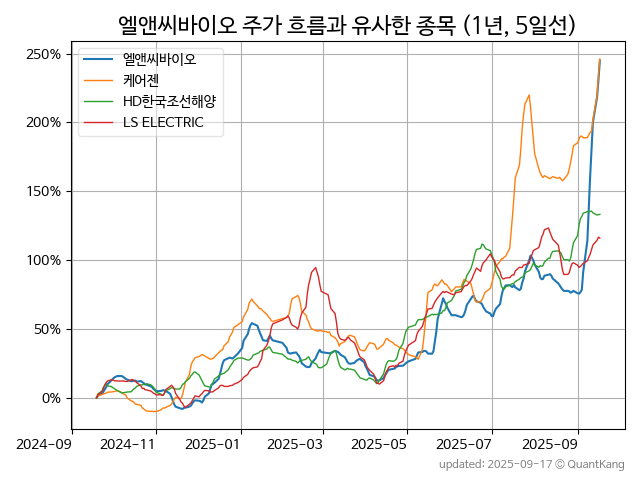 엘앤씨바이오 주가 흐름과 유사한 종목 (1년, 5일선)
엘앤씨바이오
케어젠
HD한국조선해양
LS ELECTRIC
250%
200%
150%
100%
50%
0%
2024-09 2024-11 2025-01 2025-03 2025-05 2025-07 2025-09
updated: 2025-09-17 © QuantKang